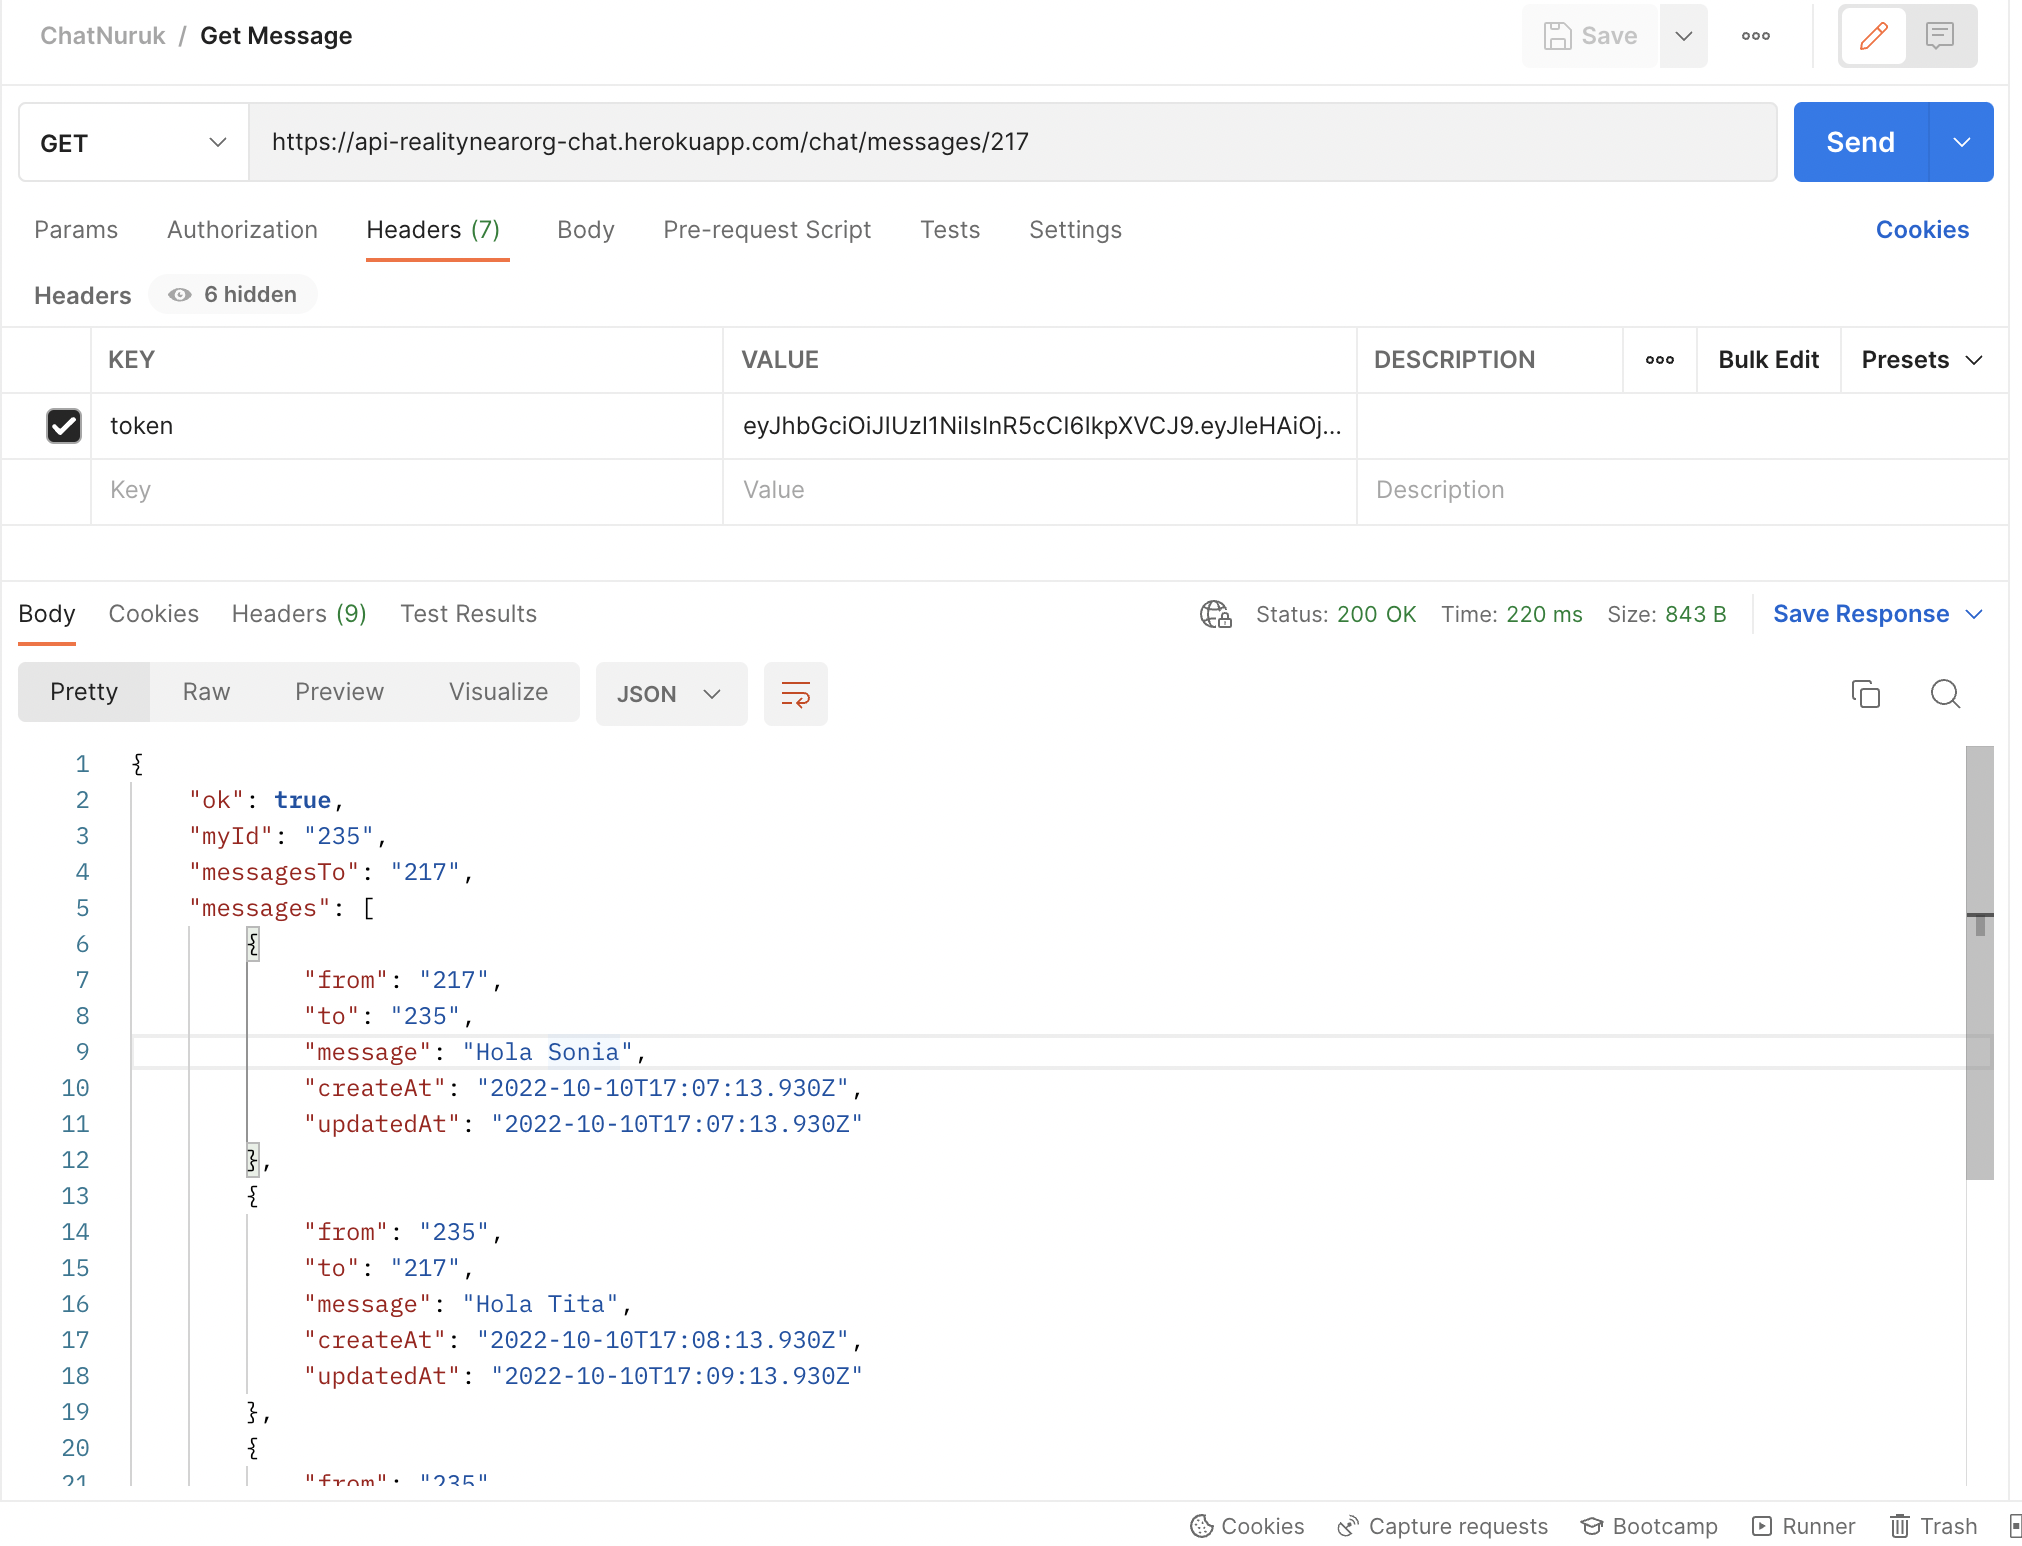 ChatNuruk / Get Message
Save
GET
https://api-realitynearorg-chat.herokuapp.com/chat/messages/217
Send
Params Authorization Headers (7) Body Pre-request Script Tests Settings Cookies
Headers 6 hidden
KEY VALUE DESCRIPTION Bulk Edit Presets
token eyJhbGciOiJIUzI1NiIsInR5cCI6IkpXVCJ9.eyJleHAiOj...
Key Value Description
Body Cookies Headers (9) Test Results Status: 200 OK Time: 220 ms Size: 843 B Save Response
Pretty Raw Preview Visualize JSON
1 {
2 "ok": true,
3 "myId": "235",
4 "messagesTo": "217",
5 "messages": [
6 {
7 "from": "217",
8 "to": "235",
9 "message": "Hola Sonia",
10 "createAt": "2022-10-10T17:07:13.930Z",
11 "updatedAt": "2022-10-10T17:07:13.930Z"
12 },
13 {
14 "from": "235",
15 "to": "217",
16 "message": "Hola Tita",
17 "createAt": "2022-10-10T17:08:13.930Z",
18 "updatedAt": "2022-10-10T17:09:13.930Z"
19 },
20 {
21 "from": "235"
Cookies Capture requests Bootcamp Runner Trash